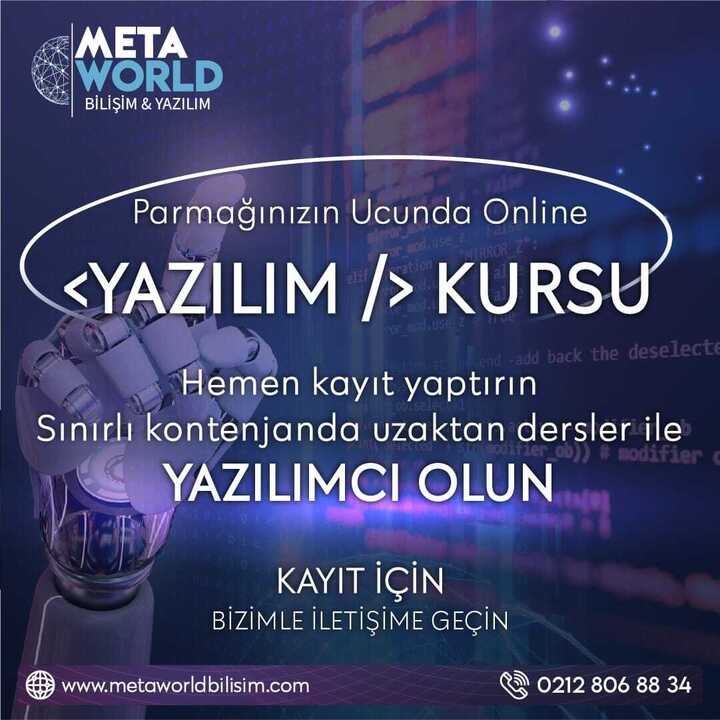 META
WORLD
BİLİŞİM & YAZILIM
Parmağınızın Ucunda Online
<YAZILIM /> KURSU
Hemen kayıt yaptırın
Sınırlı kontenjanda uzaktan dersler ile
YAZILIMCI OLUN
KAYIT İÇİN
BİZİMLE İLETİŞİME GEÇİN
www.metaworldbilisim.com
0212 806 88 34